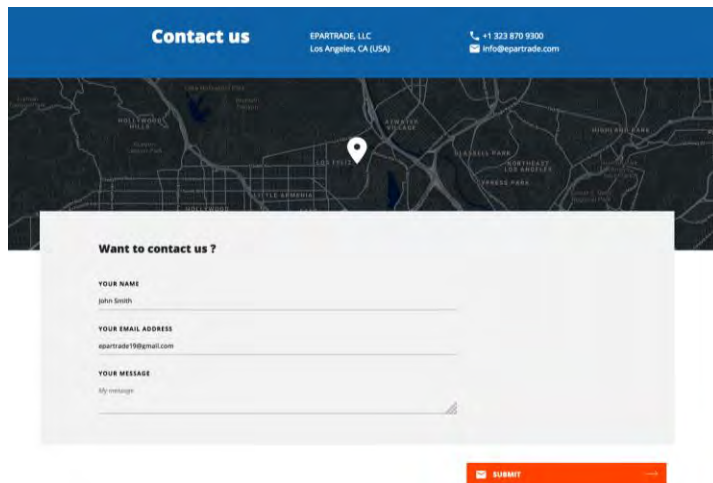 Contact us
EPARTRADE, LLC
Los Angeles, CA (USA)
+1 323 870 9300
info@epartrade.com
HOLLYWOOD
HILLS
ATWATER
VILLAGE
HIGHLAND PARK
LOS FELIZ
GLASSELL PARK
NORTHEAST
LOS ANGELES
CYPRESS PARK
LITTLE ARMENIA
HOLLYWOOD
Want to contact us ?
YOUR NAME
John Smith
YOUR EMAIL ADDRESS
epartrade19@gmail.com
YOUR MESSAGE
My message
SUBMIT